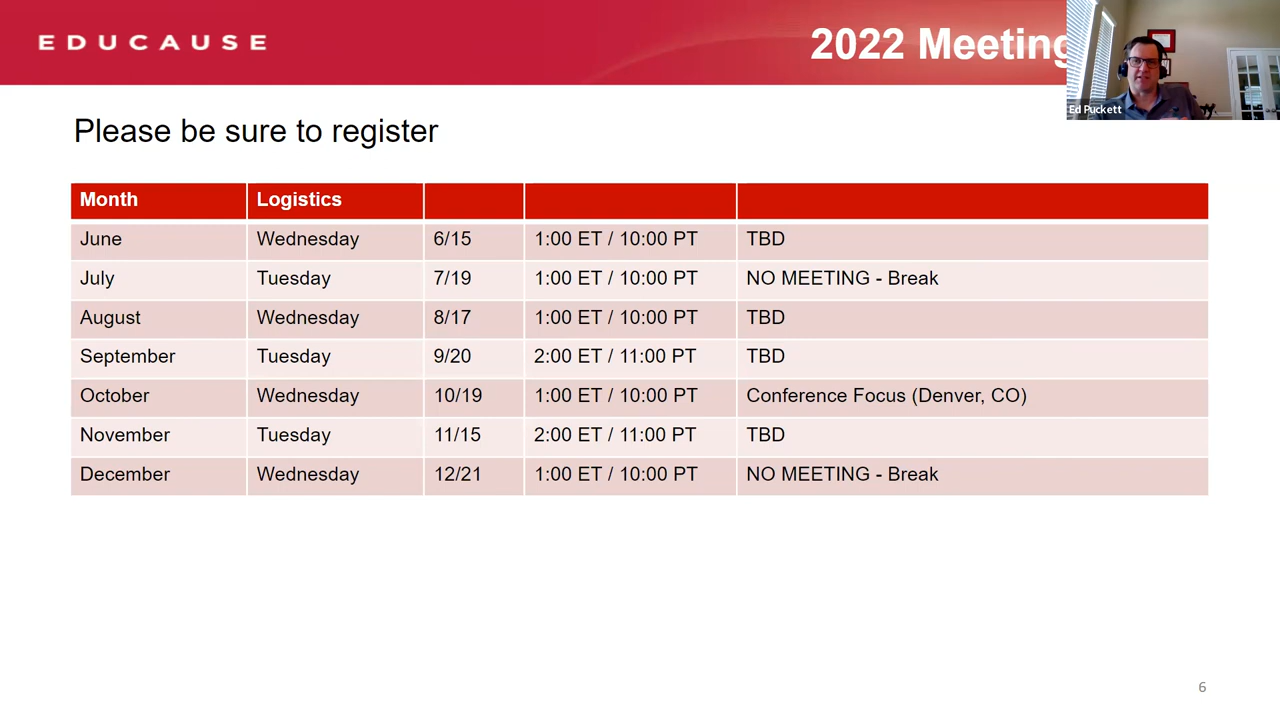 EDUCAUSE
2022 Meeting
Ed Puckett
Please be sure to register
Month Logistics
June Wednesday 6/15 1:00 ET / 10:00 PT TBD
July Tuesday 7/19 1:00 ET / 10:00 PT NO MEETING - Break
August Wednesday 8/17 1:00 ET / 10:00 PT TBD
September Tuesday 9/20 2:00 ET / 11:00 PT TBD
October Wednesday 10/19 1:00 ET / 10:00 PT Conference Focus (Denver, CO)
November Tuesday 11/15 2:00 ET / 11:00 PT TBD
December Wednesday 12/21 1:00 ET / 10:00 PT NO MEETING - Break
6